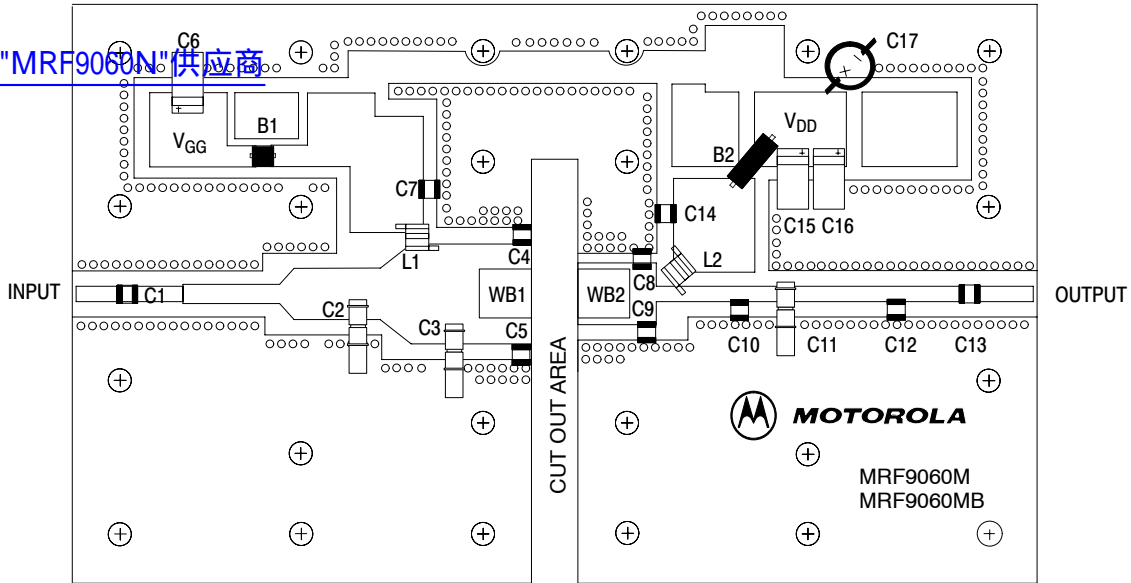 "MRF9060N"供应商
C6
C17
B1
VGG
VDD
B2
C7
C14
C15 C16
C4
L1
C8
L2
INPUT
C1
WB1
WB2
OUTPUT
C2
C3
C5
C9
C10
C11
C12
C13
CUT OUT AREA
MOTOROLA
MRF9060M
MRF9060MB